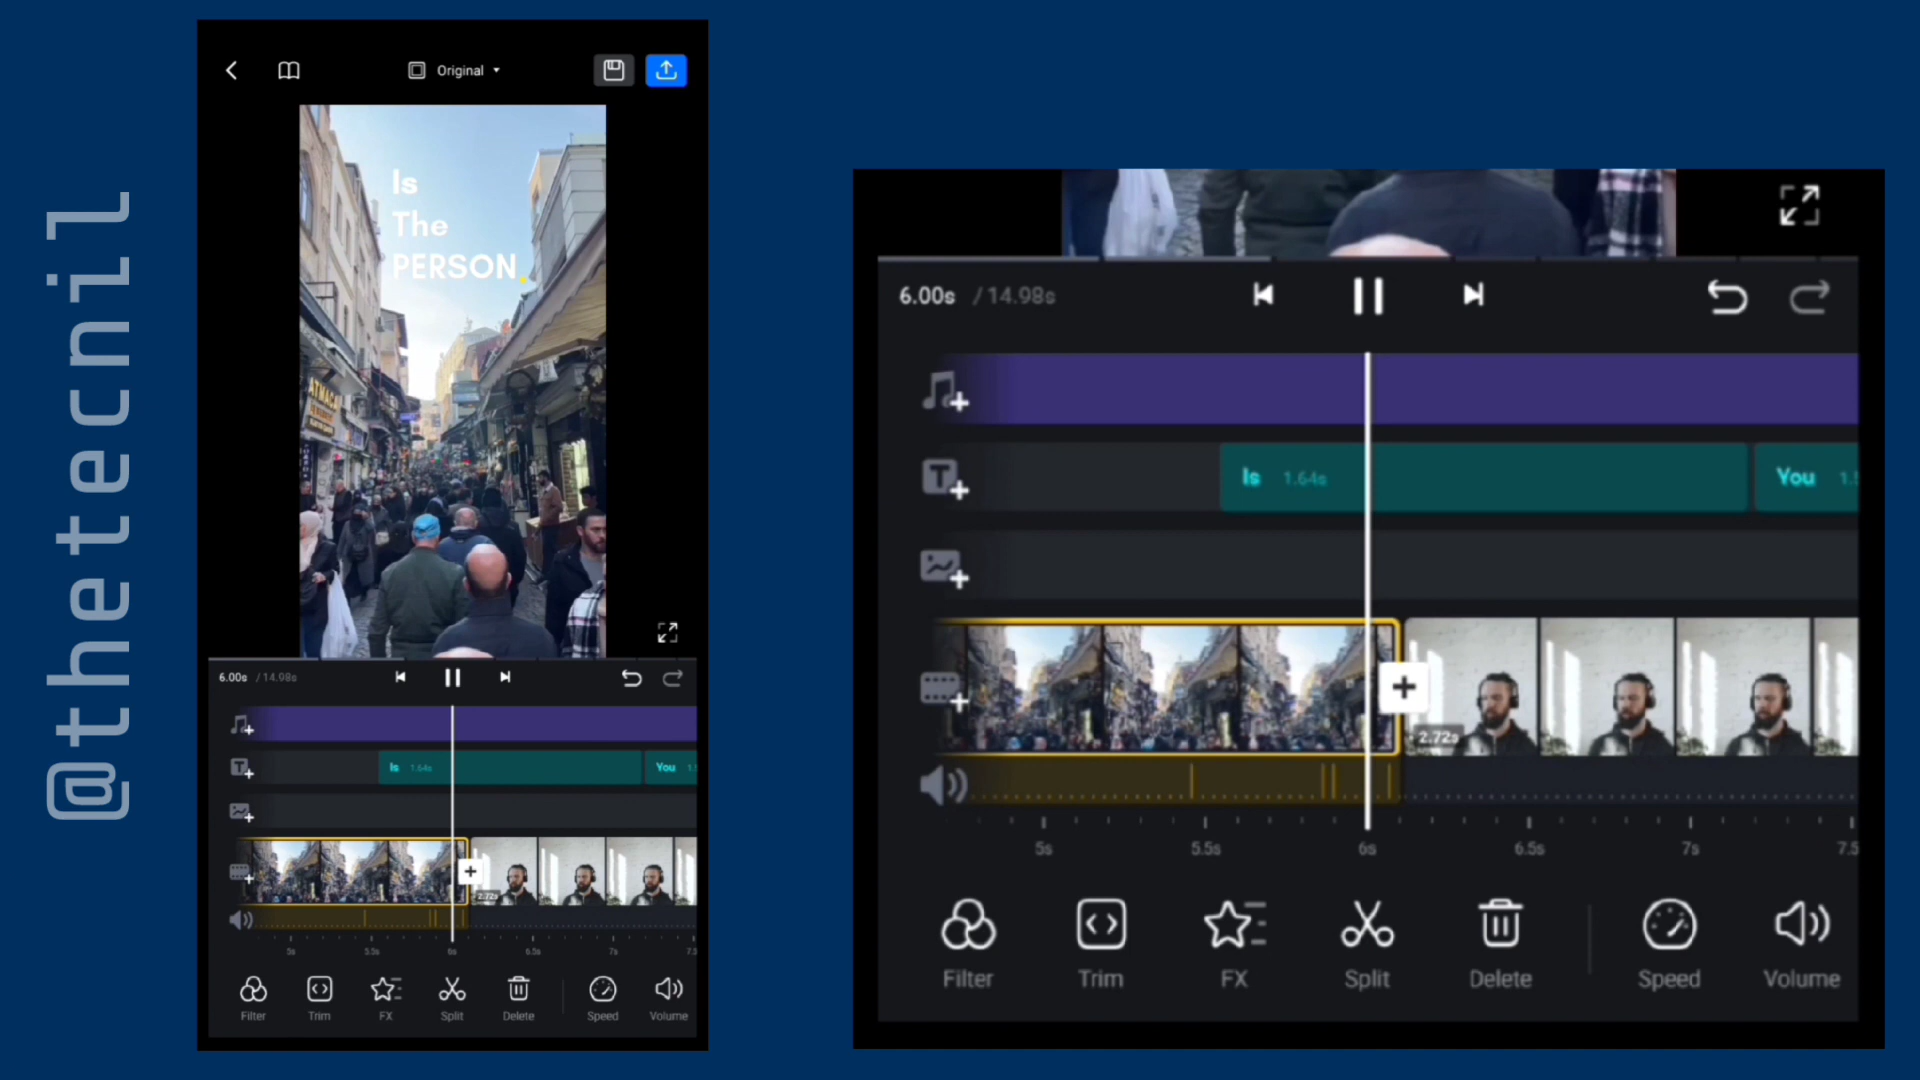 @thetecnil
Original
Is
The
PERSON.
ATMACA
6.00s / 14.98s
Is 1.64s You
2.72s
5s 5.5s 6s 6.5s 7s 7.5
Filter Trim FX Split Delete Speed Volume
6.00s / 14.98s
Is 1.64s You
2.72s
5s 5.5s 6s 6.5s 7s 7.5
Filter Trim FX Split Delete Speed Volume